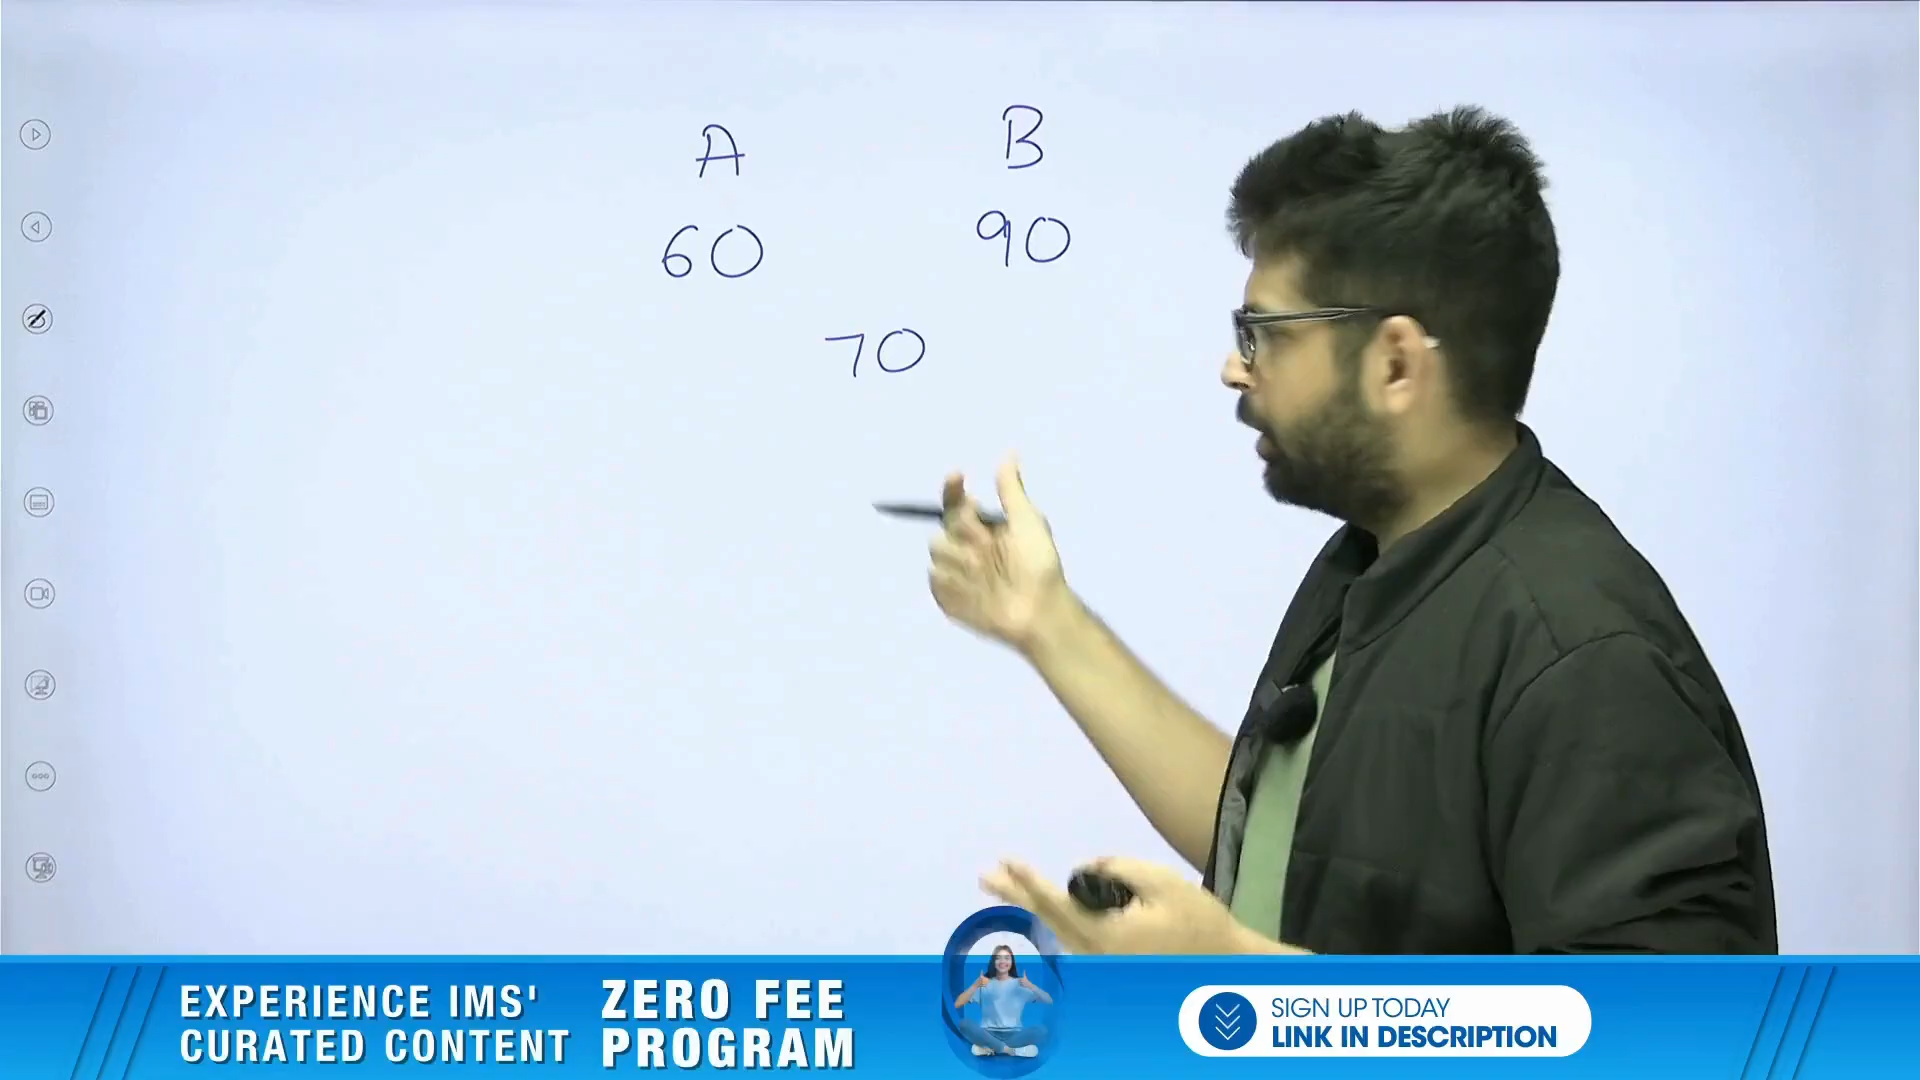 A B
60 90
70
EXPERIENCE IMS'
CURATED CONTENT
ZERO FEE
PROGRAM
SIGN UP TODAY
LINK IN DESCRIPTION